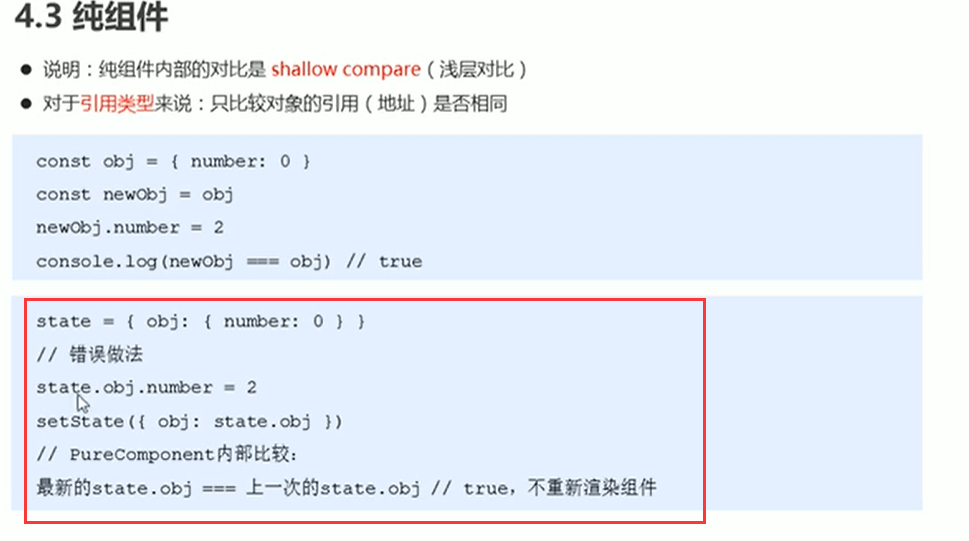 4.3 纯组件
● 说明：纯组件内部的对比是 shallow compare（浅层对比）
● 对于引用类型来说：只比较对象的引用（地址）是否相同
const obj = { number: 0 }
const newObj = obj
newObj.number = 2
console.log(newObj === obj) // true
state = { obj: { number: 0 } }
// 错误做法
state.obj.number = 2
setState({ obj: state.obj })
// PureComponent内部比较：
最新的state.obj === 上一次的state.obj // true，不重新渲染组件